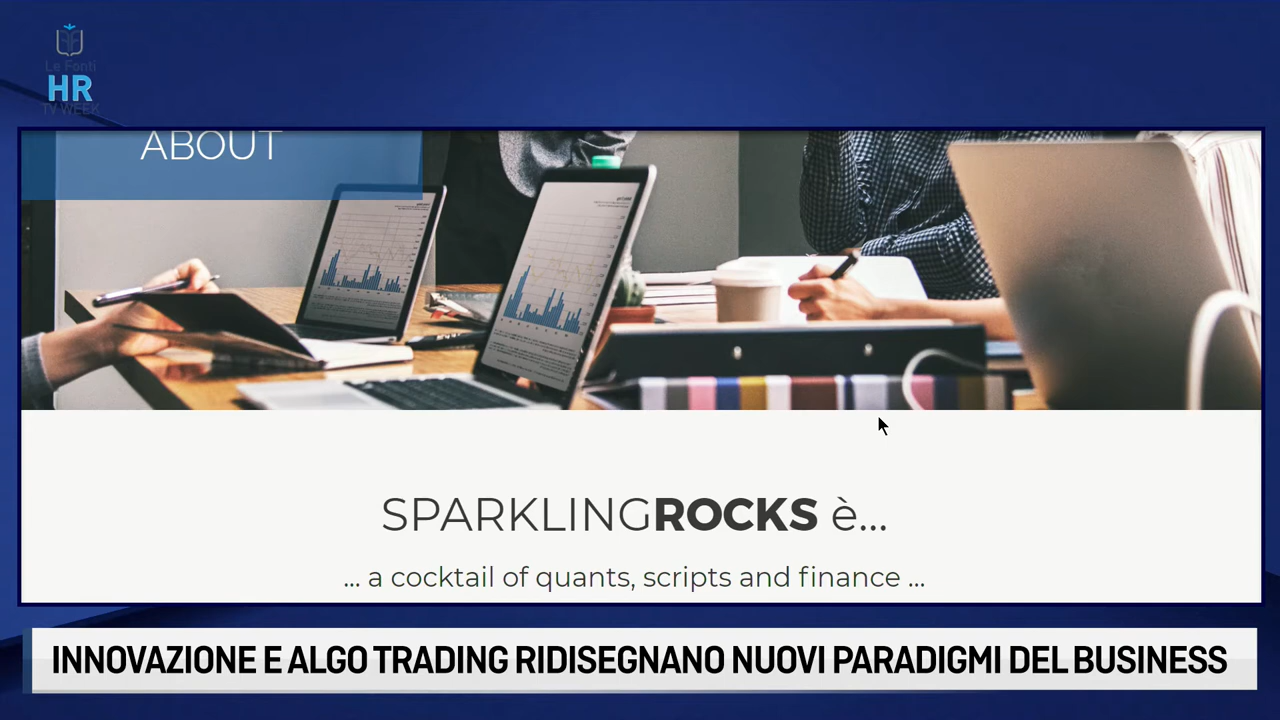 Le Fonti
HR
TV WEEK
ABOUT
SPARKLINGROCKS è...
... a cocktail of quants, scripts and finance ...
INNOVAZIONE E ALGO TRADING RIDISEGNANO NUOVI PARADIGMI DEL BUSINESS